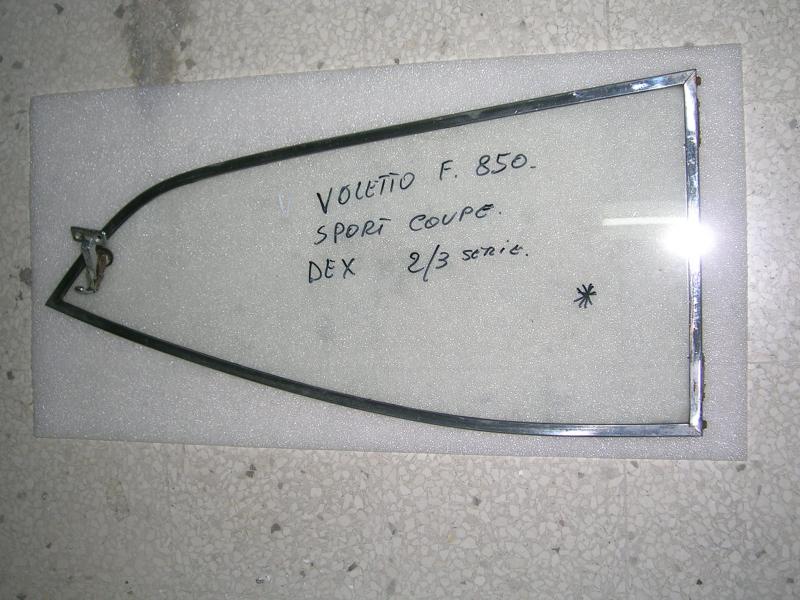 VOLETTO F. 850.
SPORT COUPE.
DEX 2/3 SERIE.